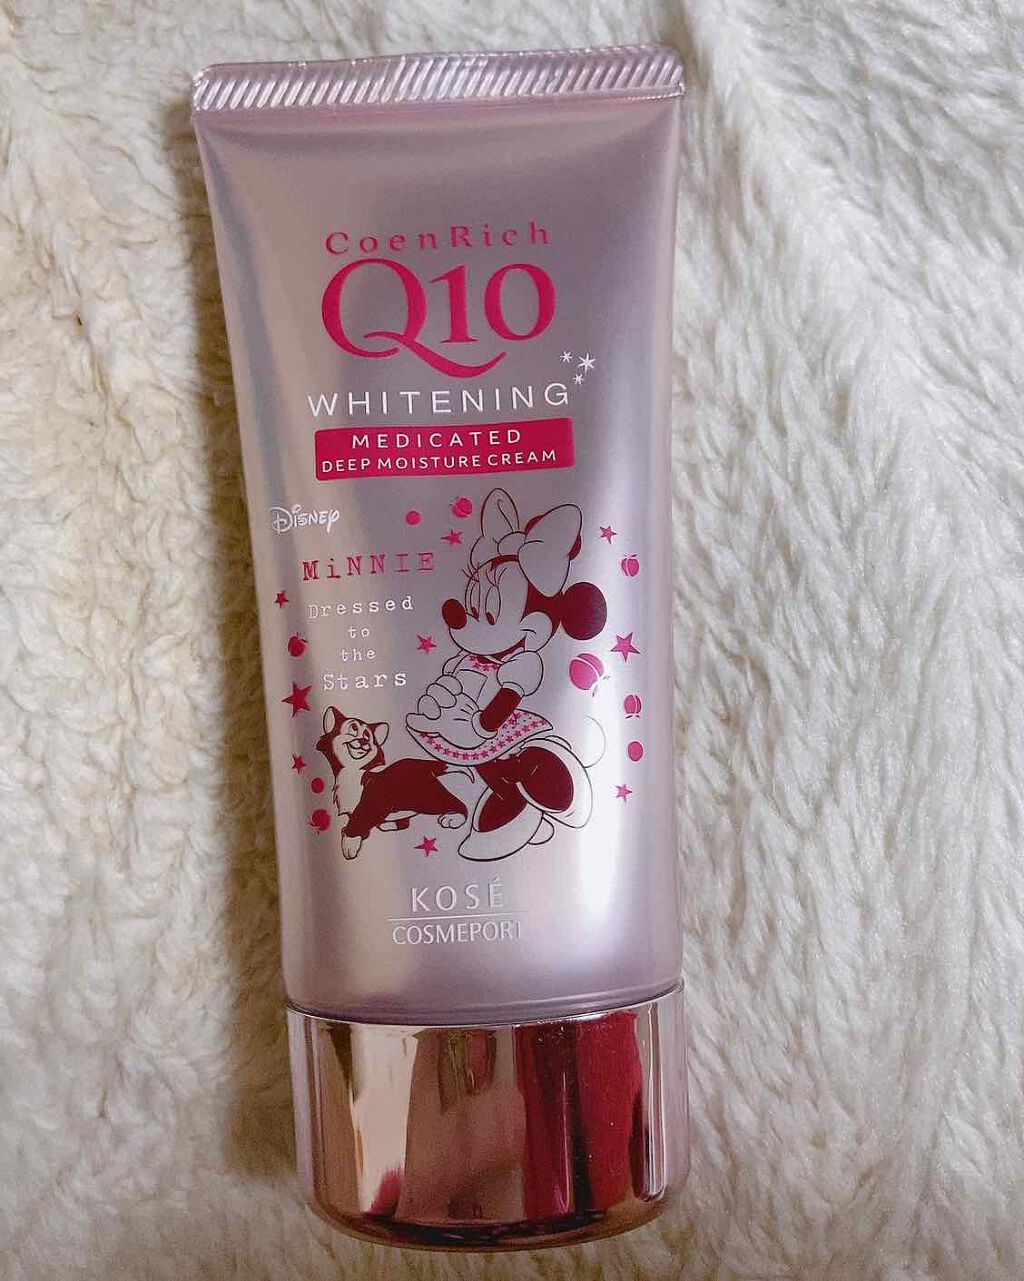 CoenRich
Q10
WHITENING
MEDICATED
DEEP MOISTURE CREAM
Disney
MiNNIE
Dressed
to
the
Stars
KOSÉ
COSMEPORT